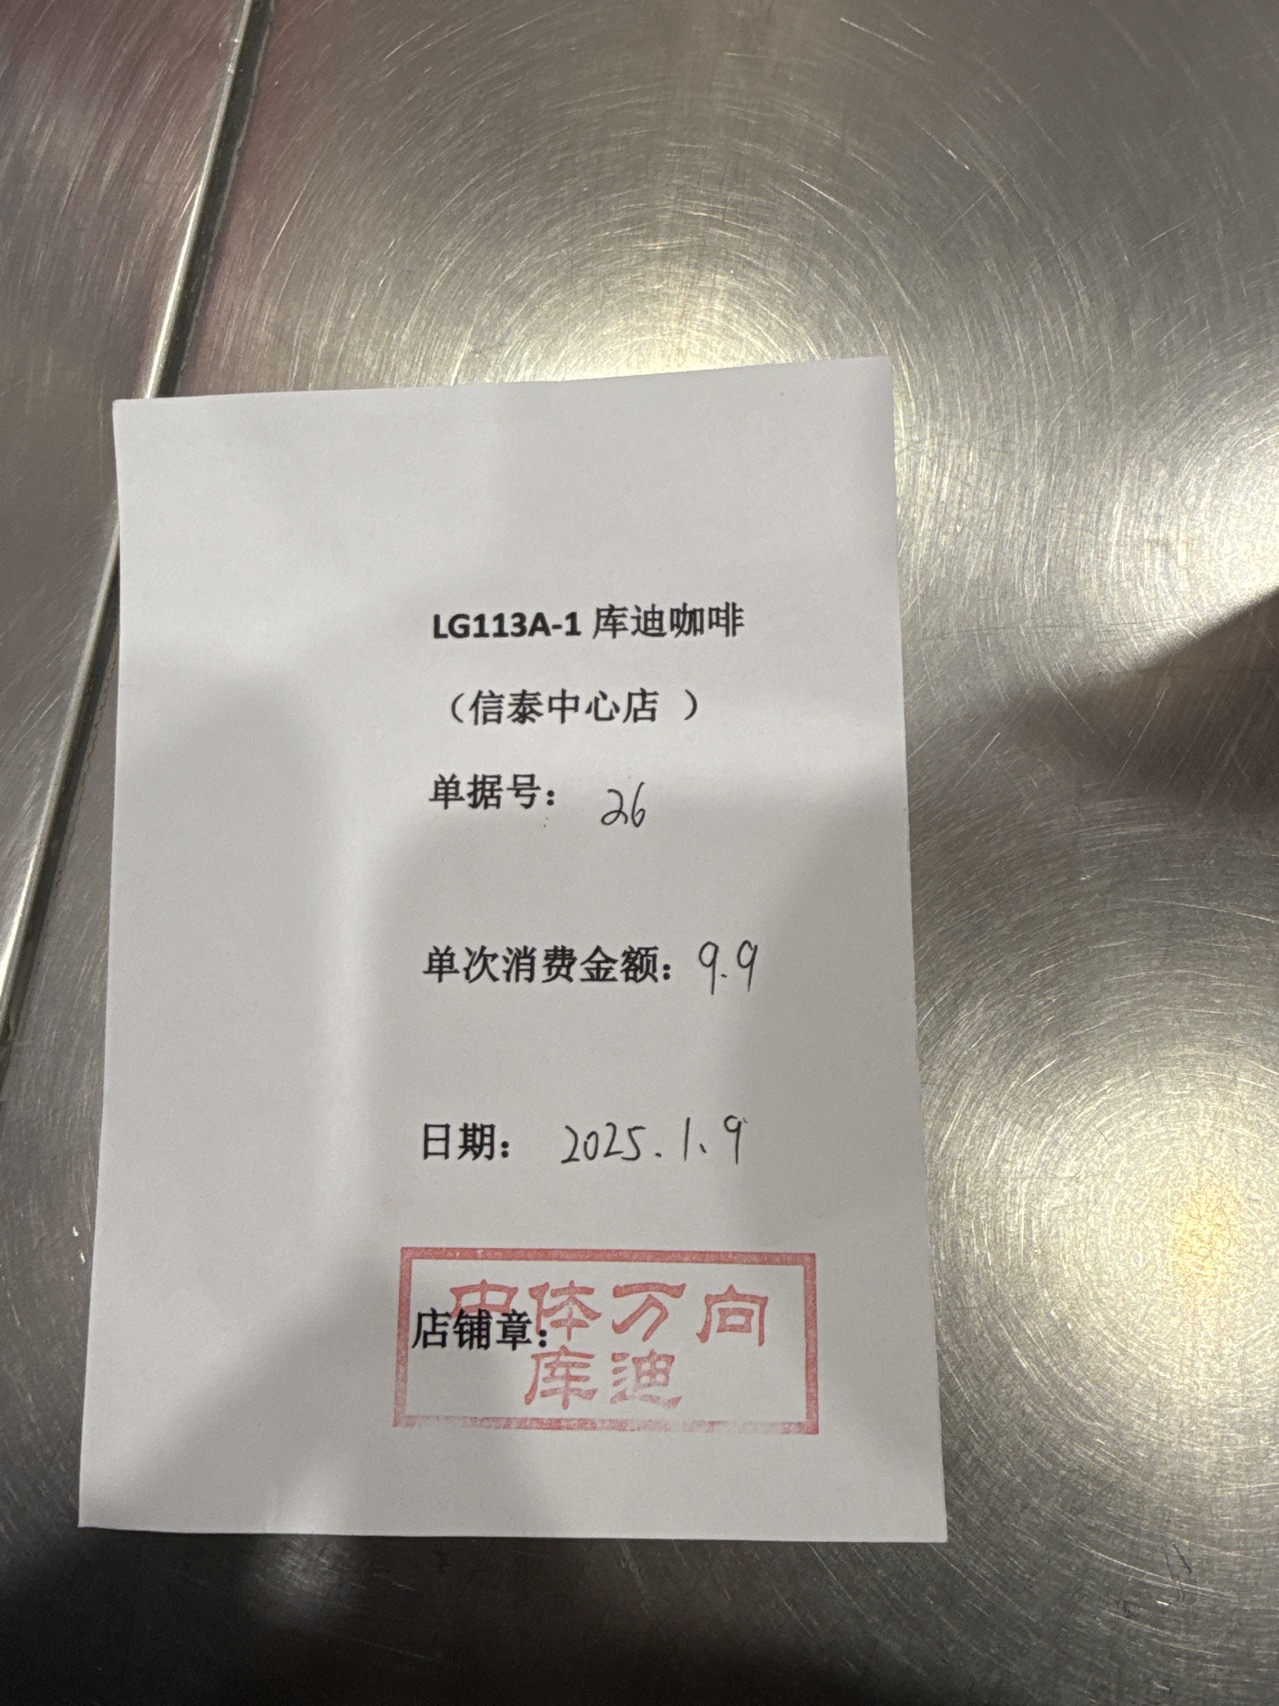 LG113A-1 库迪咖啡
（信泰中心店 ）
单据号： 26
单次消费金额：9.9
日期： 2025.1.9
店铺章：
中体万向
库迪